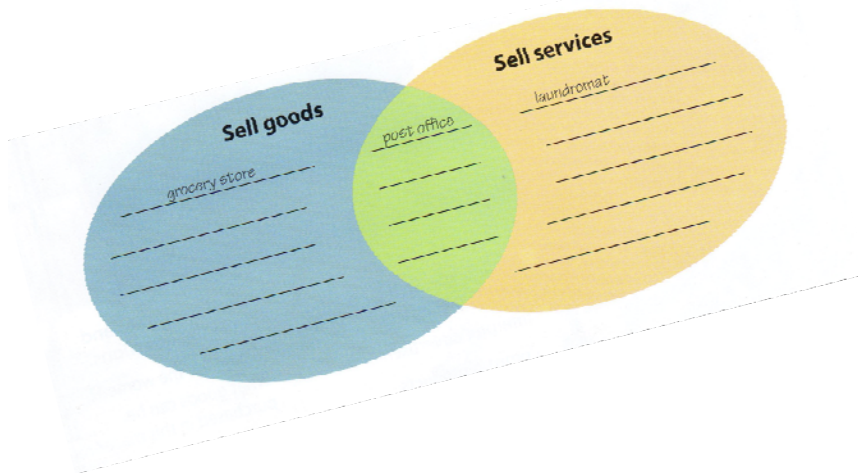 Sell goods
grocery store
post office
Sell services
laundromat